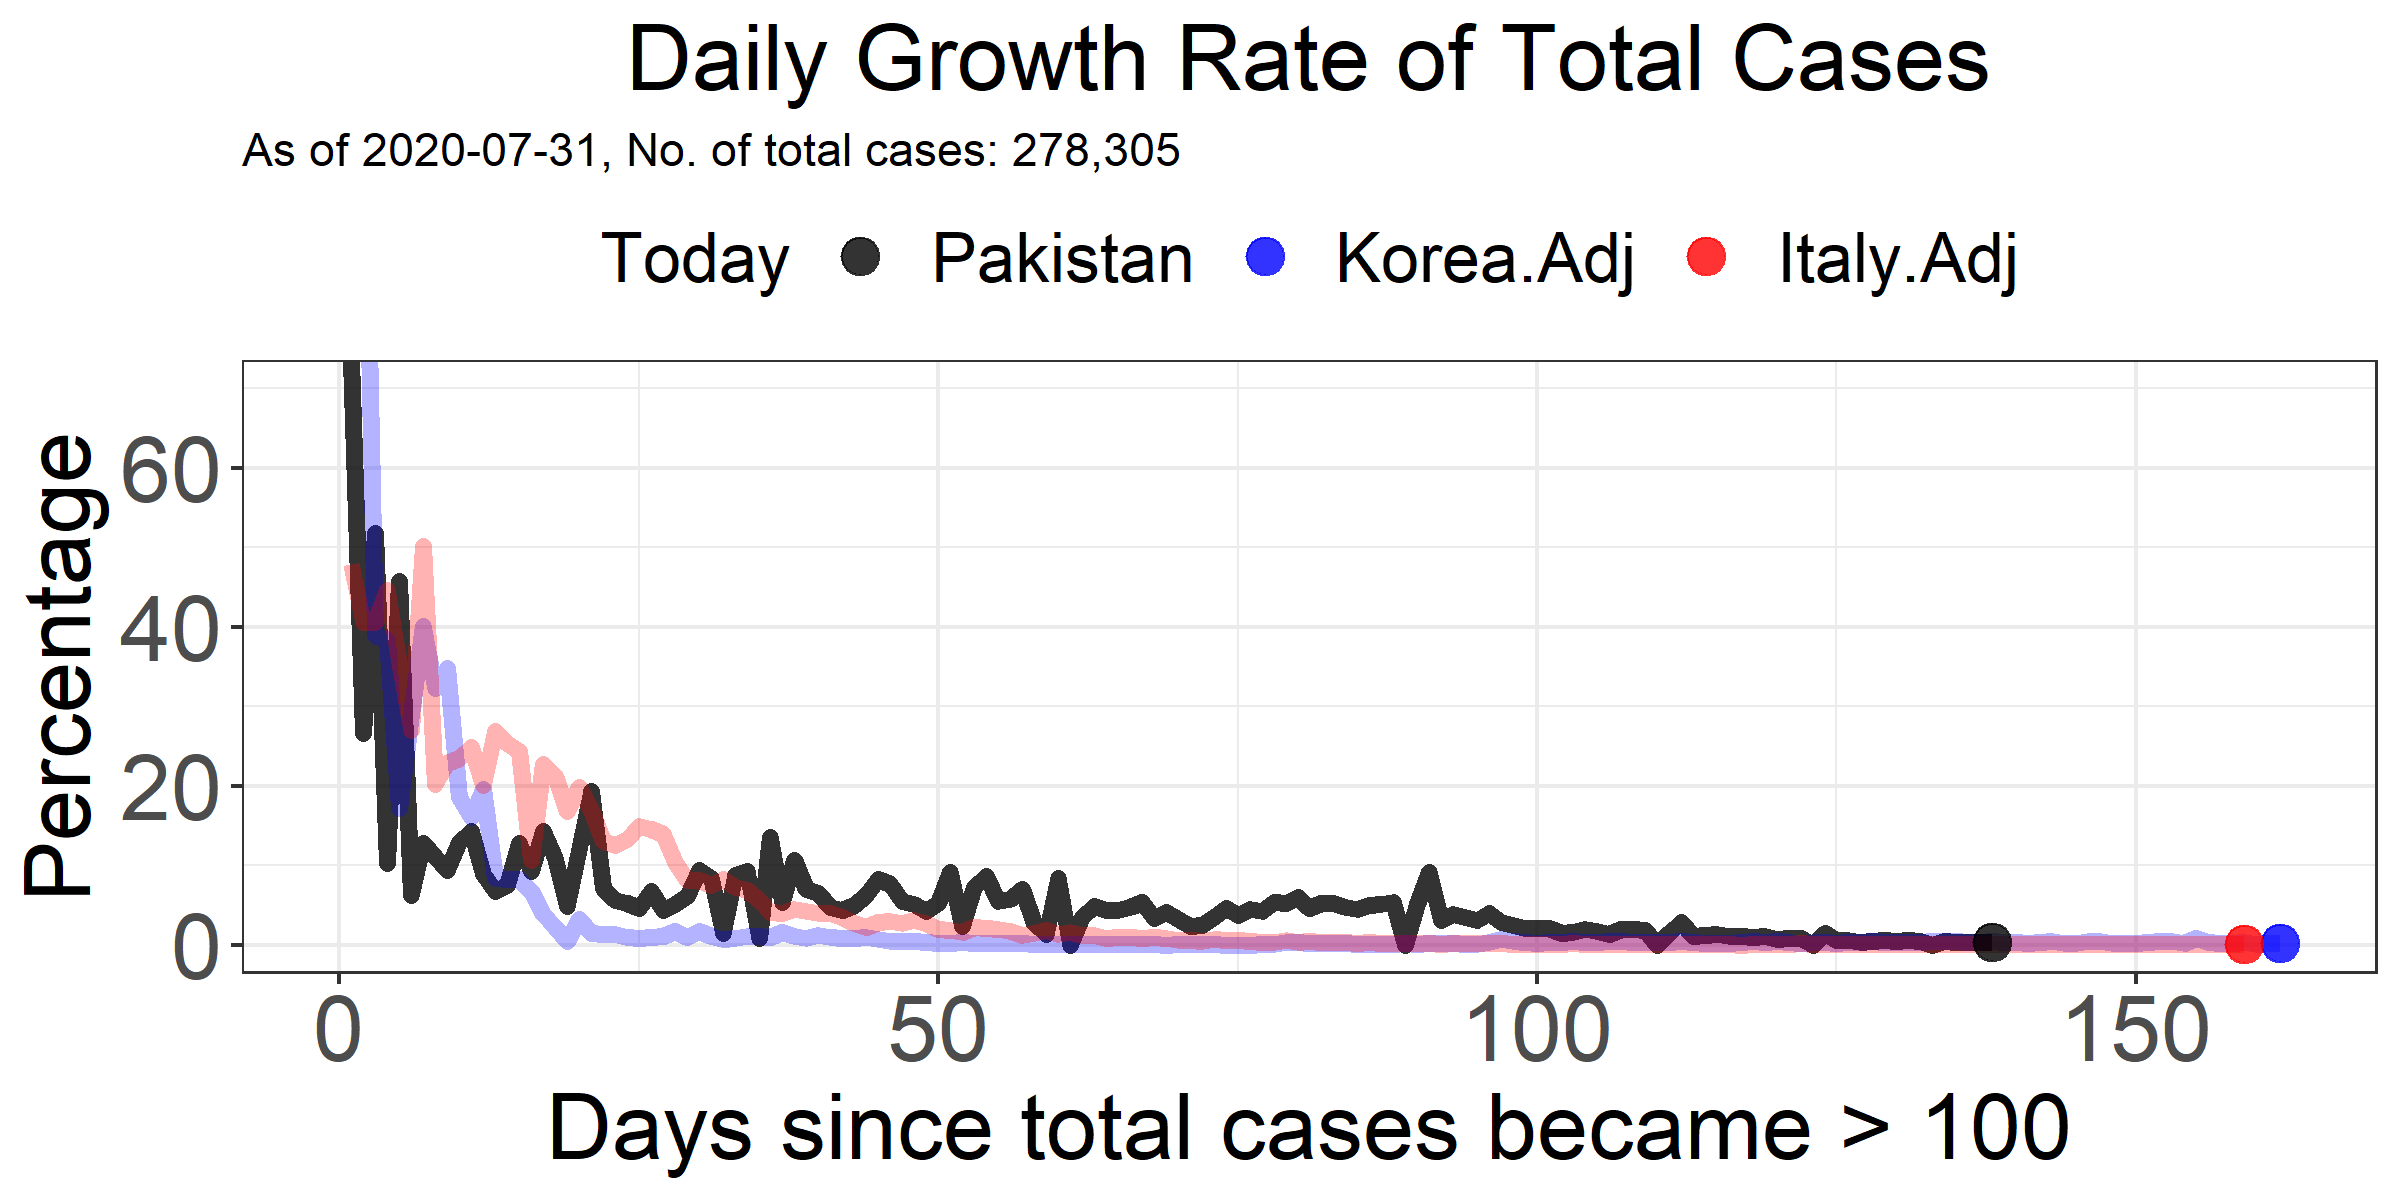 Daily Growth Rate of Total Cases
As of 2020-07-31, No. of total cases: 278,305
Today Pakistan Korea.Adj Italy.Adj
Percentage
60
40
20
0
0 50 100 150
Days since total cases became > 100